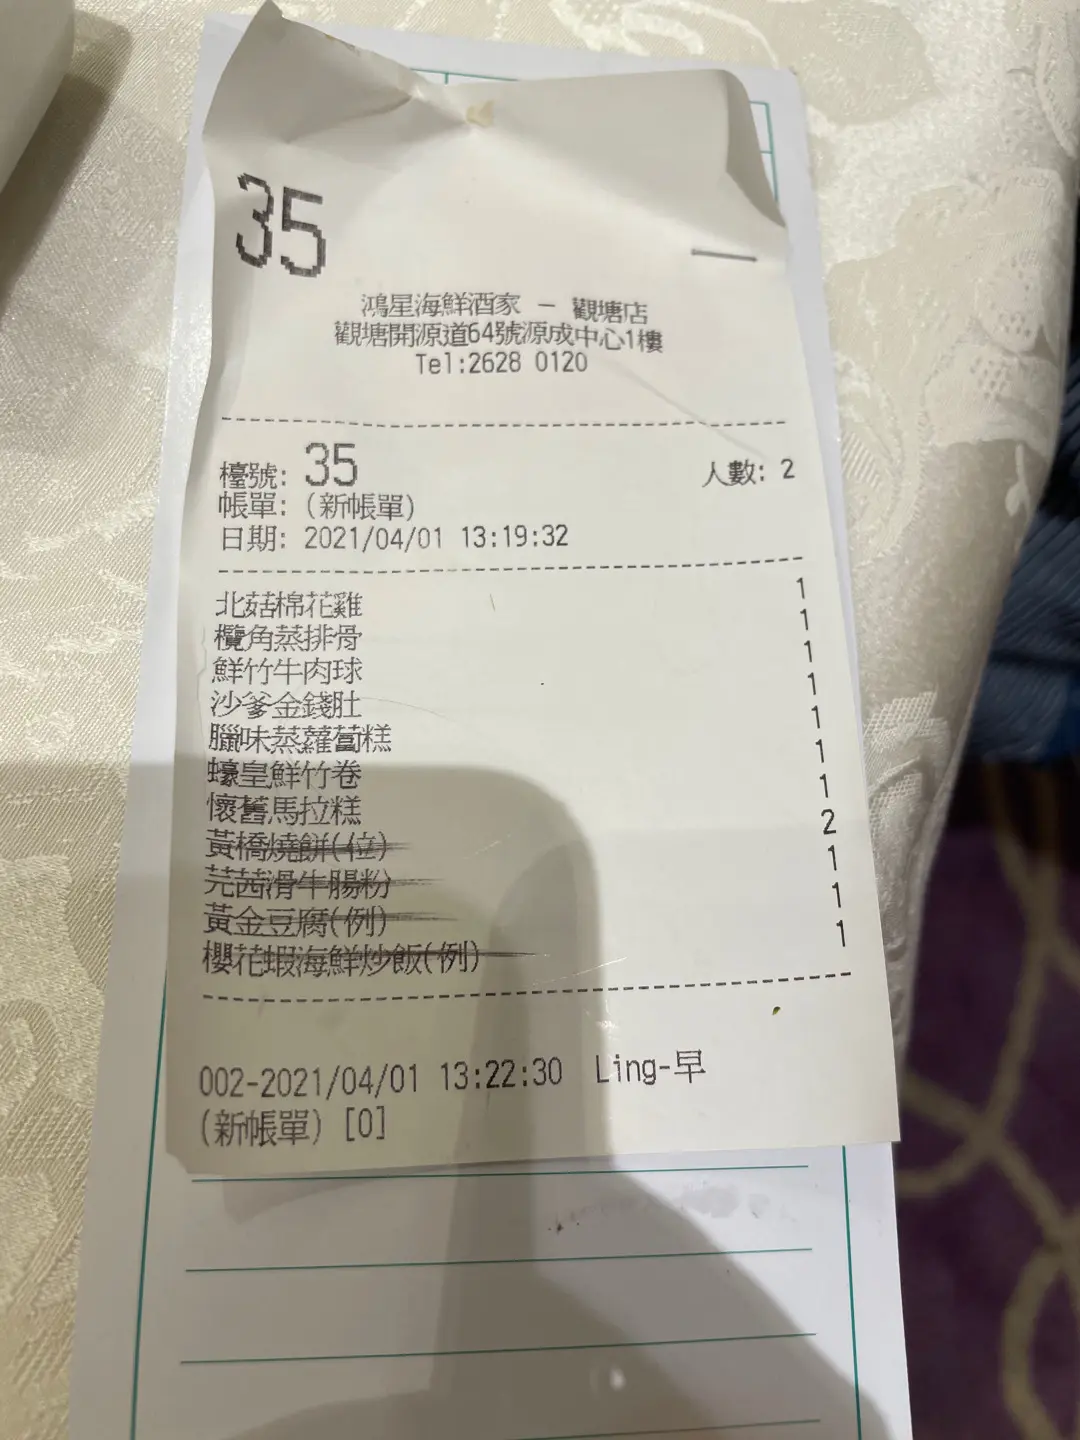 35
鴻星海鮮酒家 － 觀塘店
觀塘開源道64號源成中心1樓
Tel:2628 0120
檯號: 35 人數: 2
帳單: (新帳單)
日期: 2021/04/01 13:19:32
北菇棉花雞 1
欖角蒸排骨 1
鮮竹牛肉球 1
沙爹金錢肚 1
臘味蒸蘿蔔糕 1
蠔皇鮮竹卷 1
懷舊馬拉糕 1
黃橋燒餅(位) 2
芫茜滑牛腸粉 1
黃金豆腐(例) 1
櫻花蝦海鮮炒飯(例) 1
002-2021/04/01 13:22:30 Ling-早
(新帳單) [0]